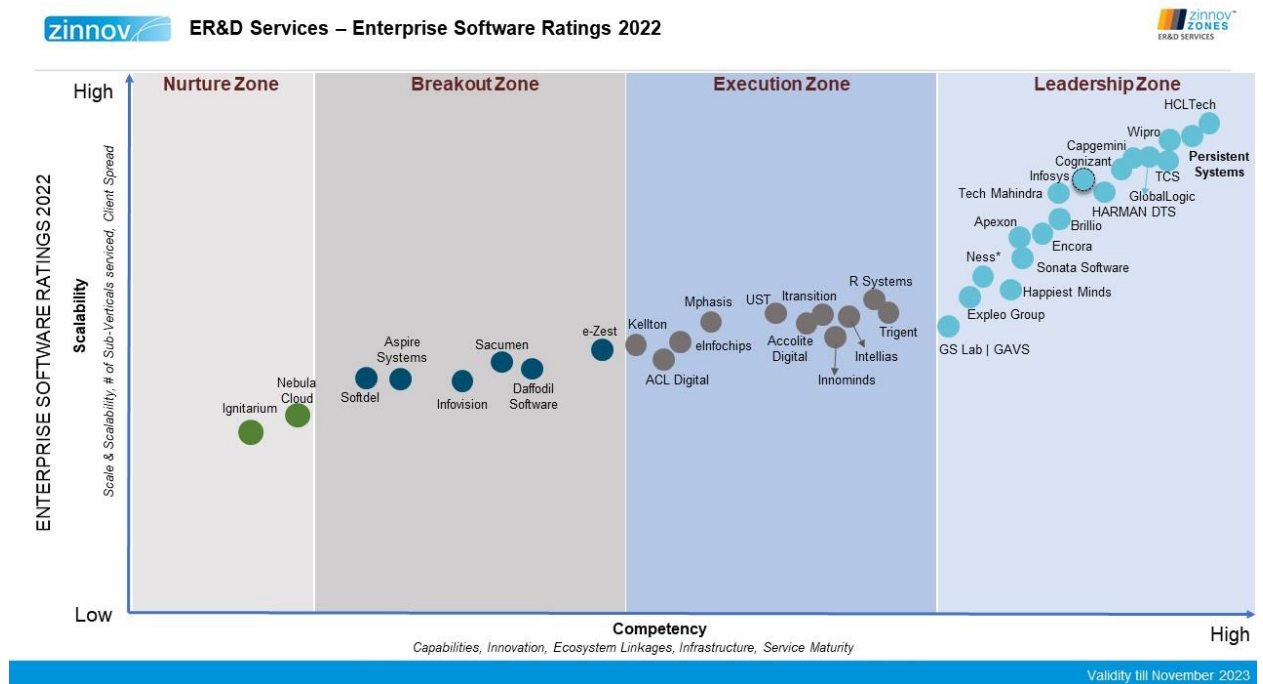 zinnov
ER&D Services – Enterprise Software Ratings 2022
zinnov™
ZONES
ER&D SERVICES
Nurture Zone
Breakout Zone
Execution Zone
Leadership Zone
High
ENTERPRISE SOFTWARE RATINGS 2022
Scalability
Scale & Scalability, # of Sub-Verticals serviced, Client Spread
Ignitarium
Nebula
Cloud
Softdel
Aspire
Systems
Infovision
Sacumen
Daffodil
Software
e-Zest
Kellton
ACL Digital
eInfochips
Mphasis
UST
Accolite
Digital
Itransition
Innominds
Intellias
R Systems
Trigent
GS Lab | GAVS
Expleo Group
Ness*
Happiest Minds
Sonata Software
Apexon
Encora
Brillio
Tech Mahindra
Infosys
HARMAN DTS
Cognizant
Capgemini
GlobalLogic
TCS
Wipro
Persistent
Systems
HCLTech
Low
Competency
Capabilities, Innovation, Ecosystem Linkages, Infrastructure, Service Maturity
High
Validity till November 2023